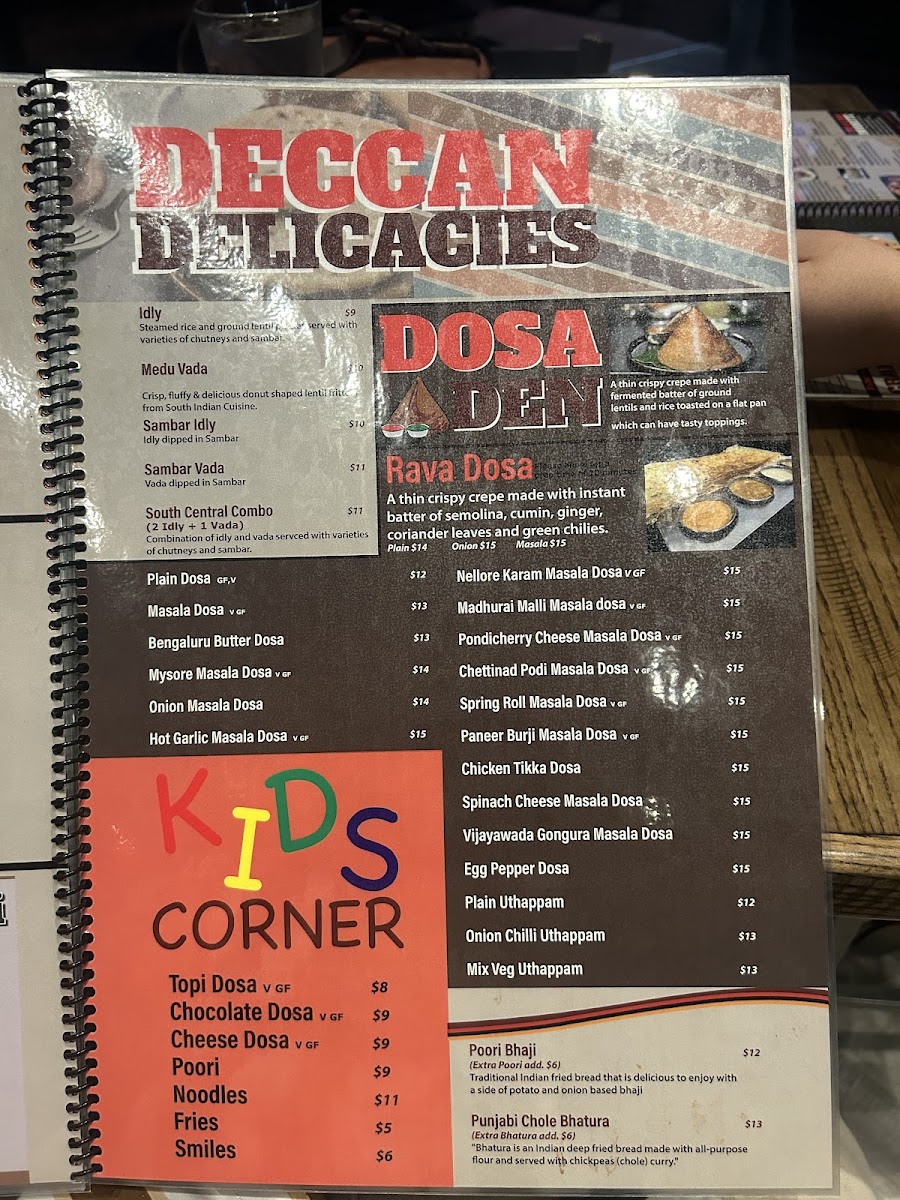 DECCAN
DELICACIES
Idly $9
Steamed rice and ground lentil served with
varieties of chutneys and sambar.
Medu Vada
Crisp, fluffy & delicious donut shaped lentil
from South Indian Cuisine.
Sambar Idly $10
Idly dipped in Sambar
Sambar Vada $11
Vada dipped in Sambar
South Central Combo $11
(2 Idly + 1 Vada)
Combination of idly and vada servced with varieties
of chutneys and sambar.
DOSA
DEN
A thin crispy crepe made with
fermented batter of ground
lentils and rice toasted on a flat pan
which can have tasty toppings.
Rava Dosa
A thin crispy crepe made with instant
batter of semolina, cumin, ginger,
coriander leaves and green chilies.
Plain $14 Onion $15 Masala $15
Plain Dosa GF,V $12
Masala Dosa V GF $13
Bengaluru Butter Dosa $13
Mysore Masala Dosa V GF $14
Onion Masala Dosa $14
Hot Garlic Masala Dosa V GF $15
Nellore Karam Masala Dosa V GF $15
Madhurai Malli Masala dosa V GF $15
Pondicherry Cheese Masala Dosa V GF $15
Chettinad Podi Masala Dosa V GF $15
Spring Roll Masala Dosa V GF $15
Paneer Burji Masala Dosa V GF $15
Chicken Tikka Dosa $15
Spinach Cheese Masala Dosa $15
Vijayawada Gongura Masala Dosa $15
Egg Pepper Dosa $15
Plain Uthappam $12
Onion Chilli Uthappam $13
Mix Veg Uthappam $13
KIDS
CORNER
Topi Dosa V GF $8
Chocolate Dosa V GF $9
Cheese Dosa V GF $9
Poori $9
Noodles $11
Fries $5
Smiles $6
Poori Bhaji $12
(Extra Poori add. $6)
Traditional Indian fried bread that is delicious to enjoy with
a side of potato and onion based bhaji
Punjabi Chole Bhatura $13
(Extra Bhatura add. $6)
"Bhatura is an Indian deep fried bread made with all-purpose
flour and served with chickpeas (chole) curry."